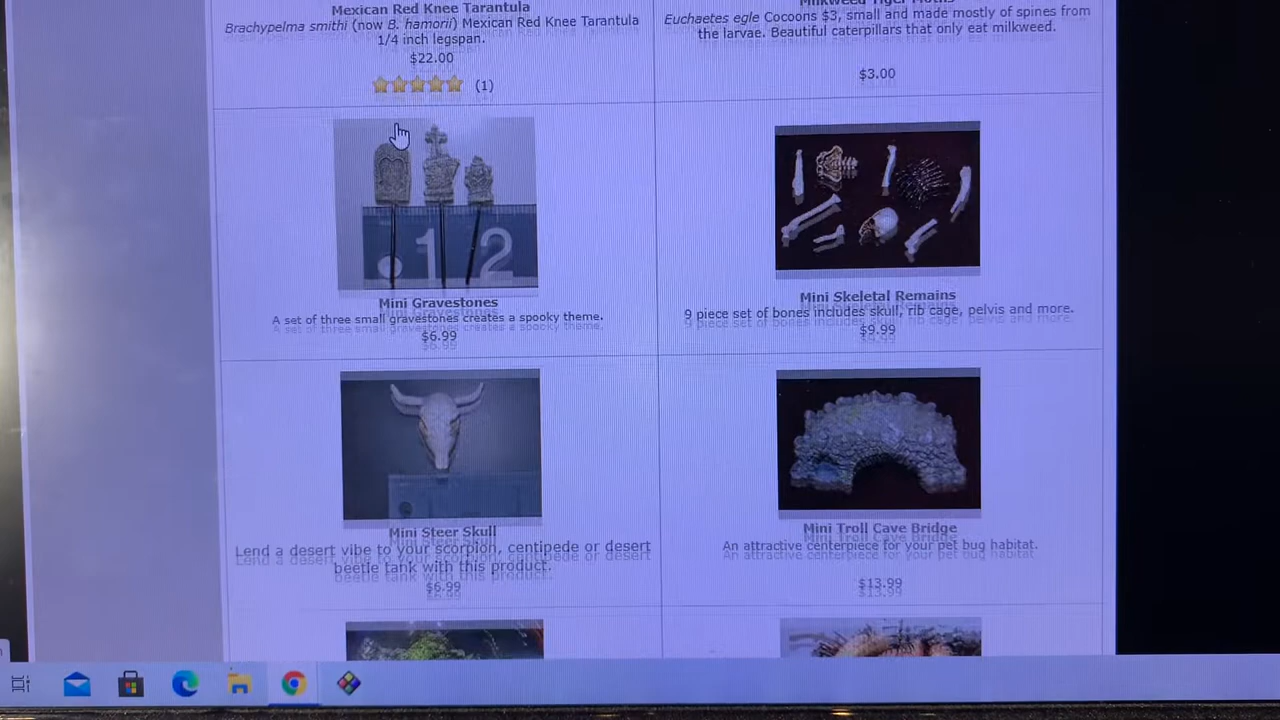 Mexican Red Knee Tarantula
Brachypelma smithi (now B. hamorii) Mexican Red Knee Tarantula
1/4 inch legspan.
$22.00
(1)
Milkweed Tiger Moths
Euchaetes egle Cocoons $3, small and made mostly of spines from
the larvae. Beautiful caterpillars that only eat milkweed.
$3.00
1 2
Mini Gravestones
A set of three small gravestones creates a spooky theme.
$6.99
Mini Skeletal Remains
9 piece set of bones includes skull, rib cage, pelvis and more.
$9.99
Mini Steer Skull
Lend a desert vibe to your scorpion, centipede or desert
beetle tank with this product.
$6.99
Mini Troll Cave Bridge
An attractive centerpiece for your pet bug habitat.
$13.99